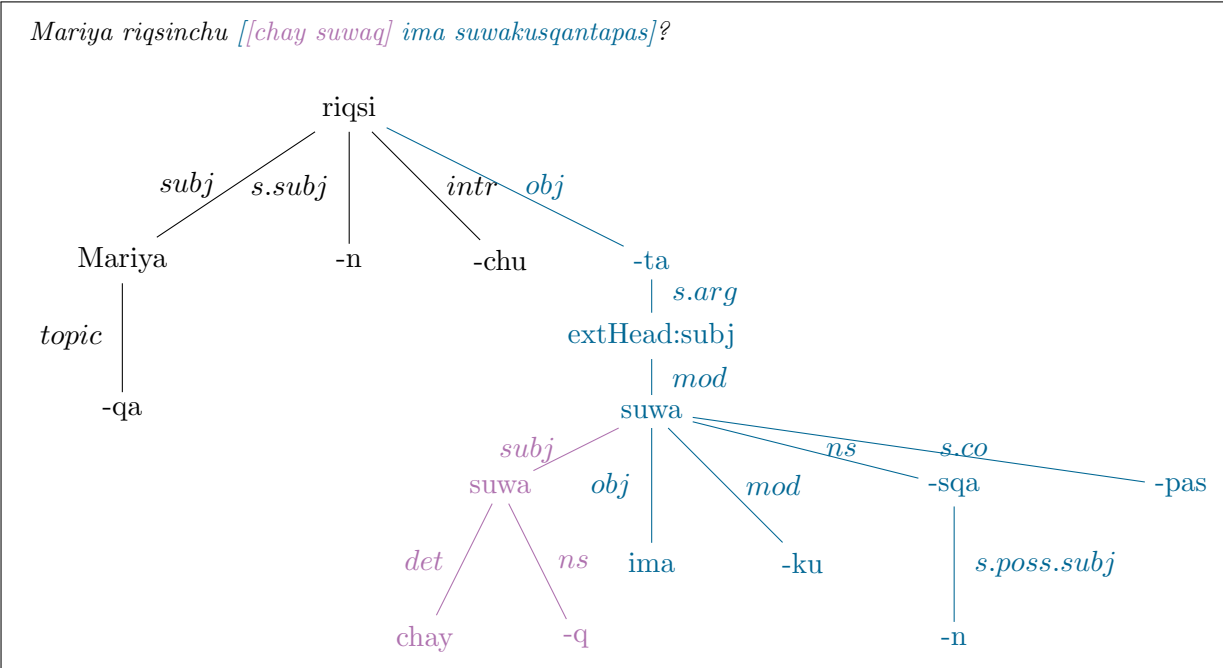 Mariya riqsinchu [[chay suwaq] ima suwakusqantapas]?
riqsi
subj s.subj intr obj
Mariya -n -chu -ta
s.arg
topic extHead:subj
mod
-qa suwa
subj ns s.co
suwa obj mod -sqa -pas
det ns ima -ku s.poss.subj
chay -q -n